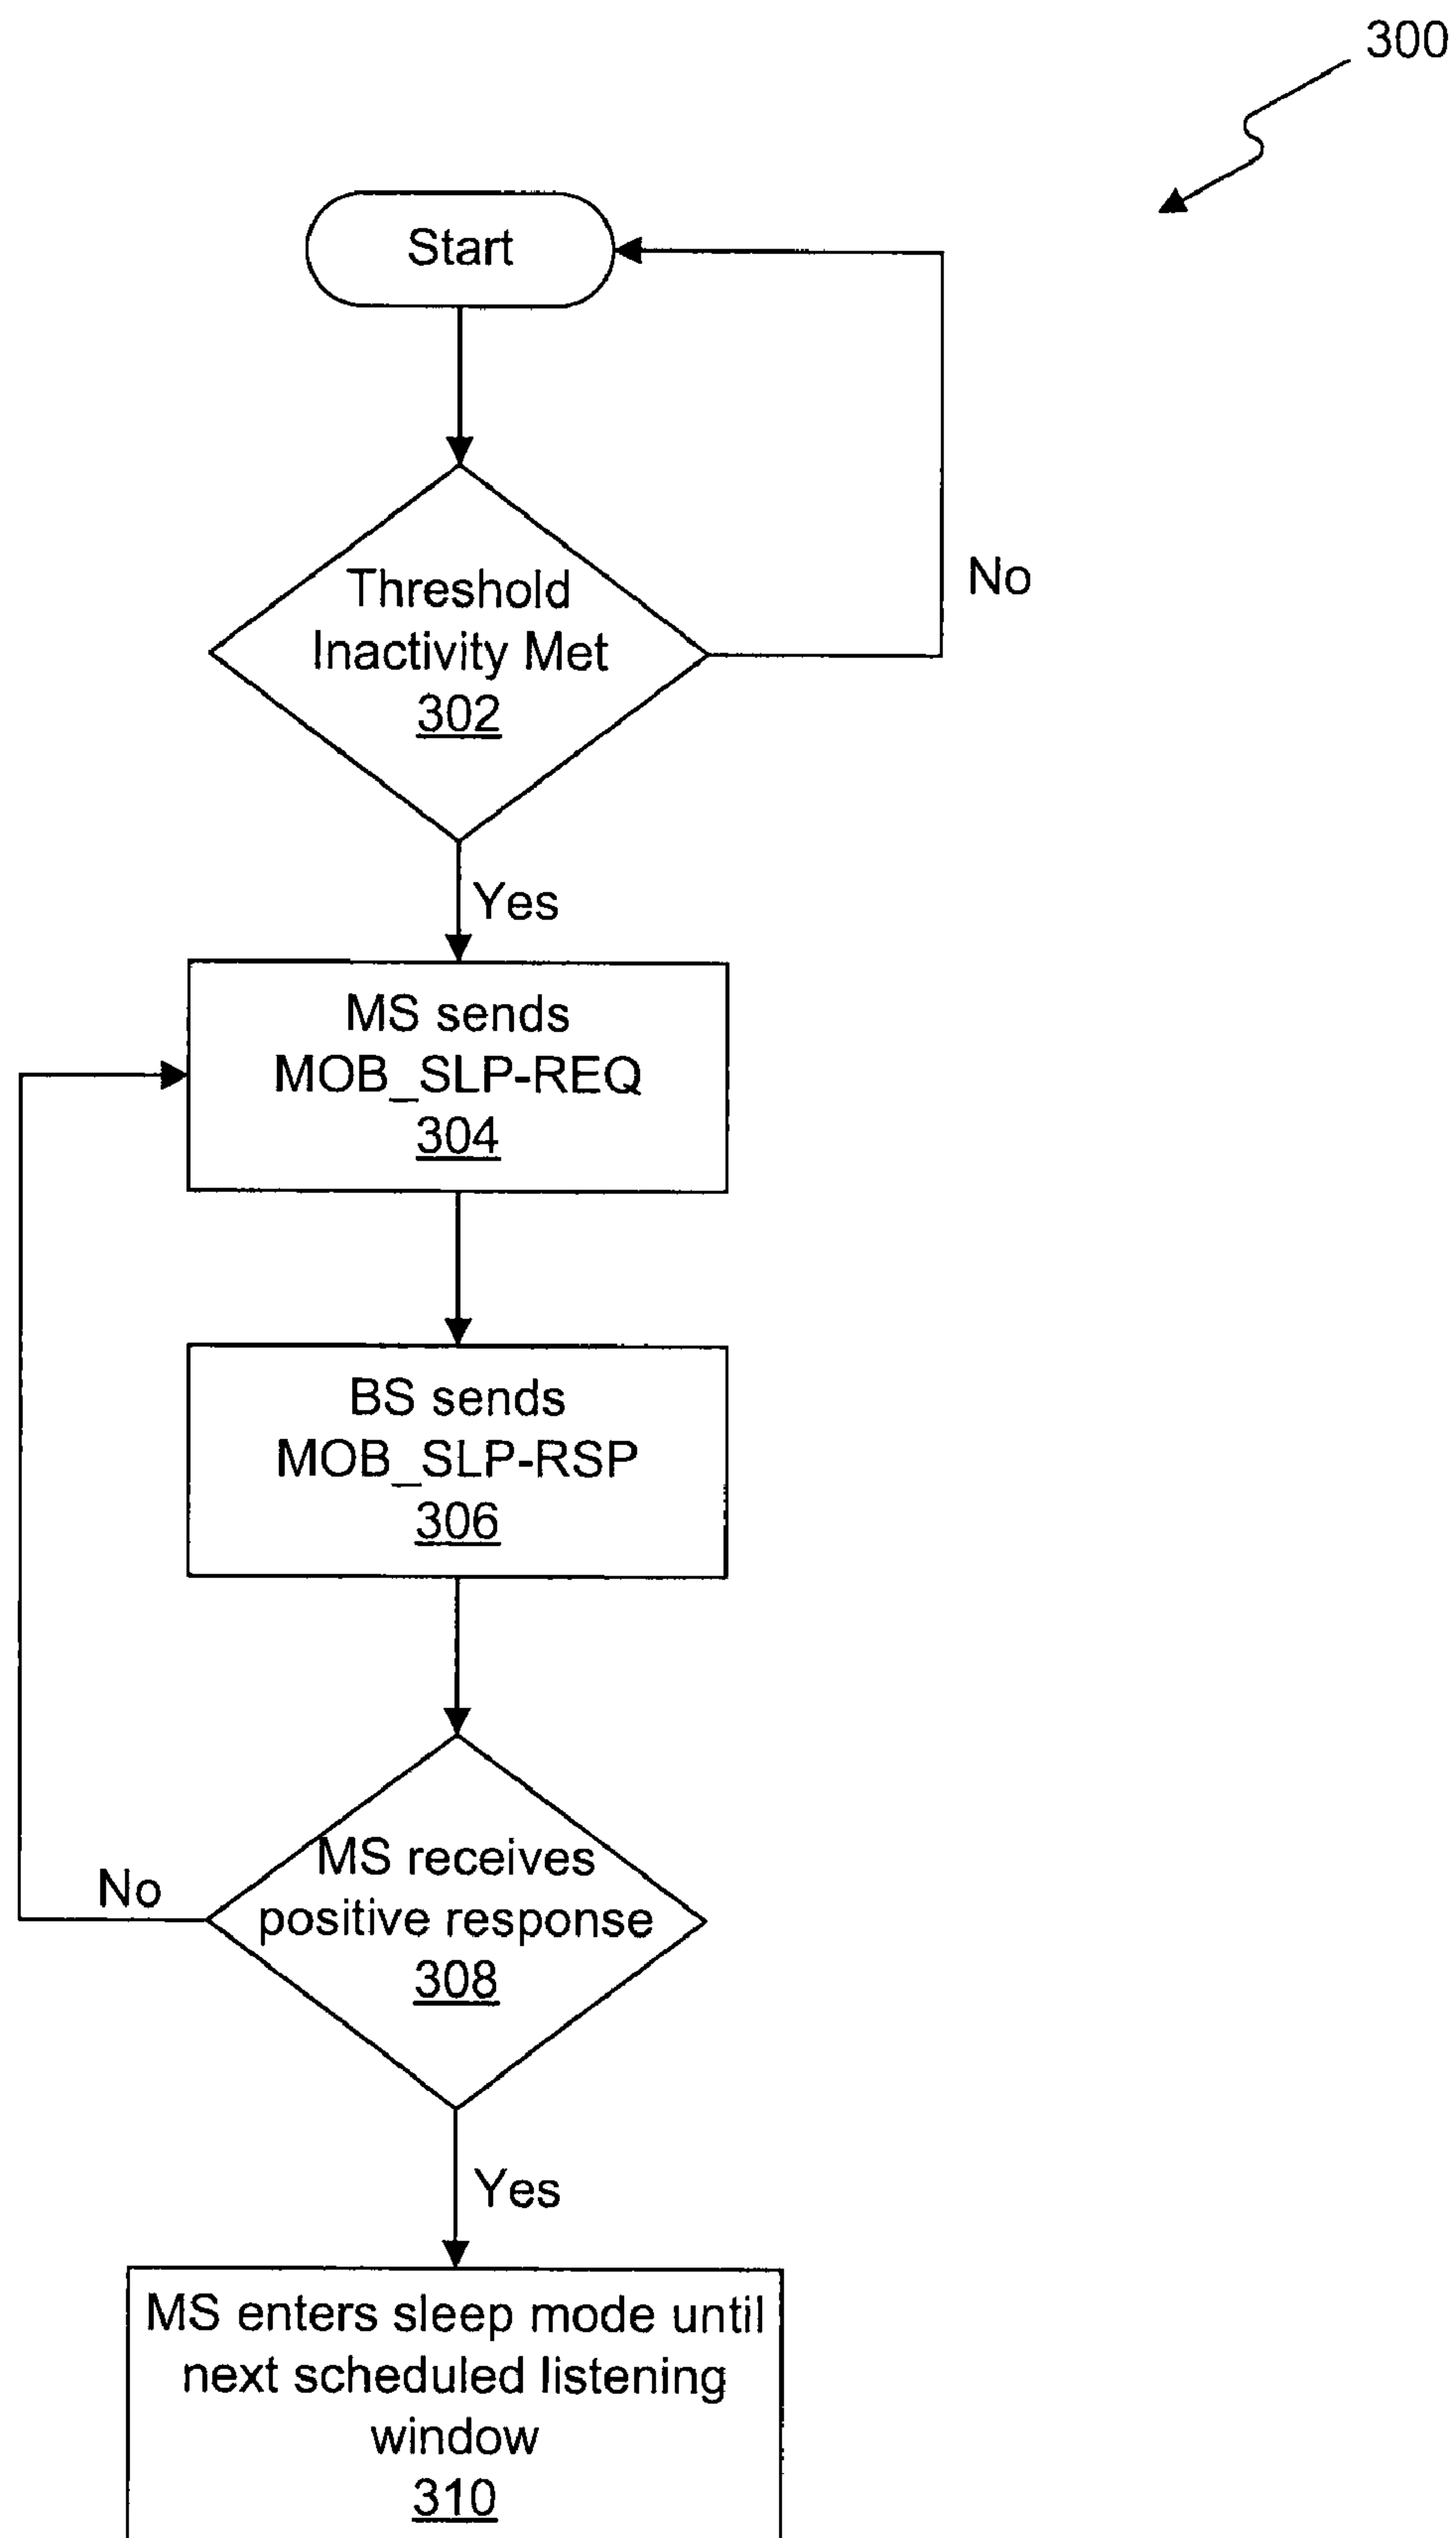 300
Start
Threshold
Inactivity Met
302
No
Yes
MS sends
MOB_SLP-REQ
304
BS sends
MOB_SLP-RSP
306
MS receives
positive response
308
No
Yes
MS enters sleep mode until
next scheduled listening
window
310